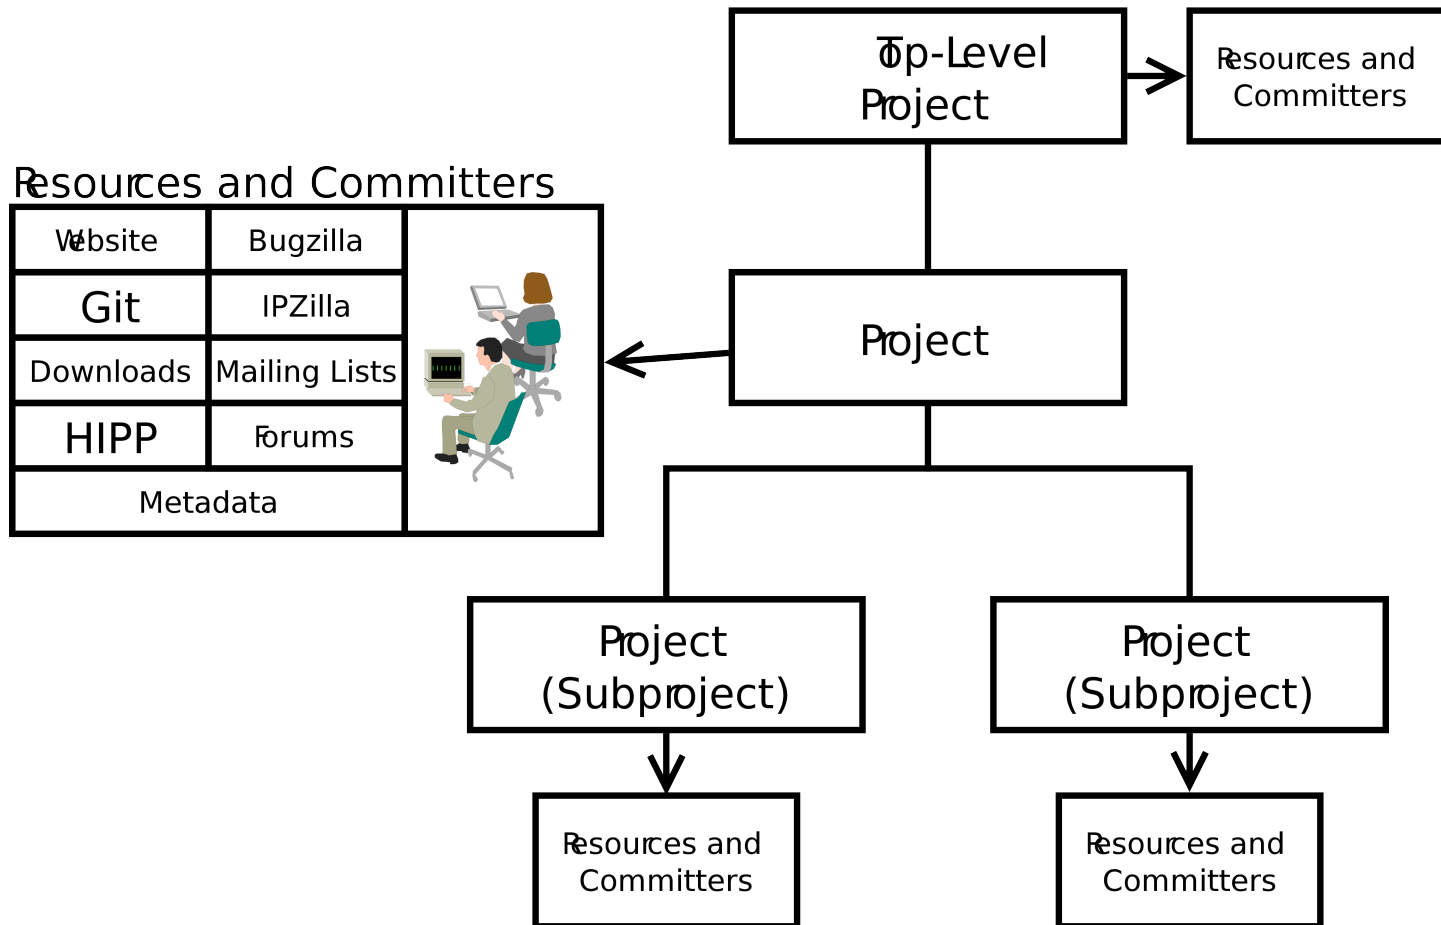 Top-Level
Project
Resources and
Committers
Resources and Committers
Website
Bugzilla
Git
IPZilla
Downloads
Mailing Lists
HIPP
Forums
Metadata
Project
Project
(Subproject)
Project
(Subproject)
Resources and
Committers
Resources and
Committers